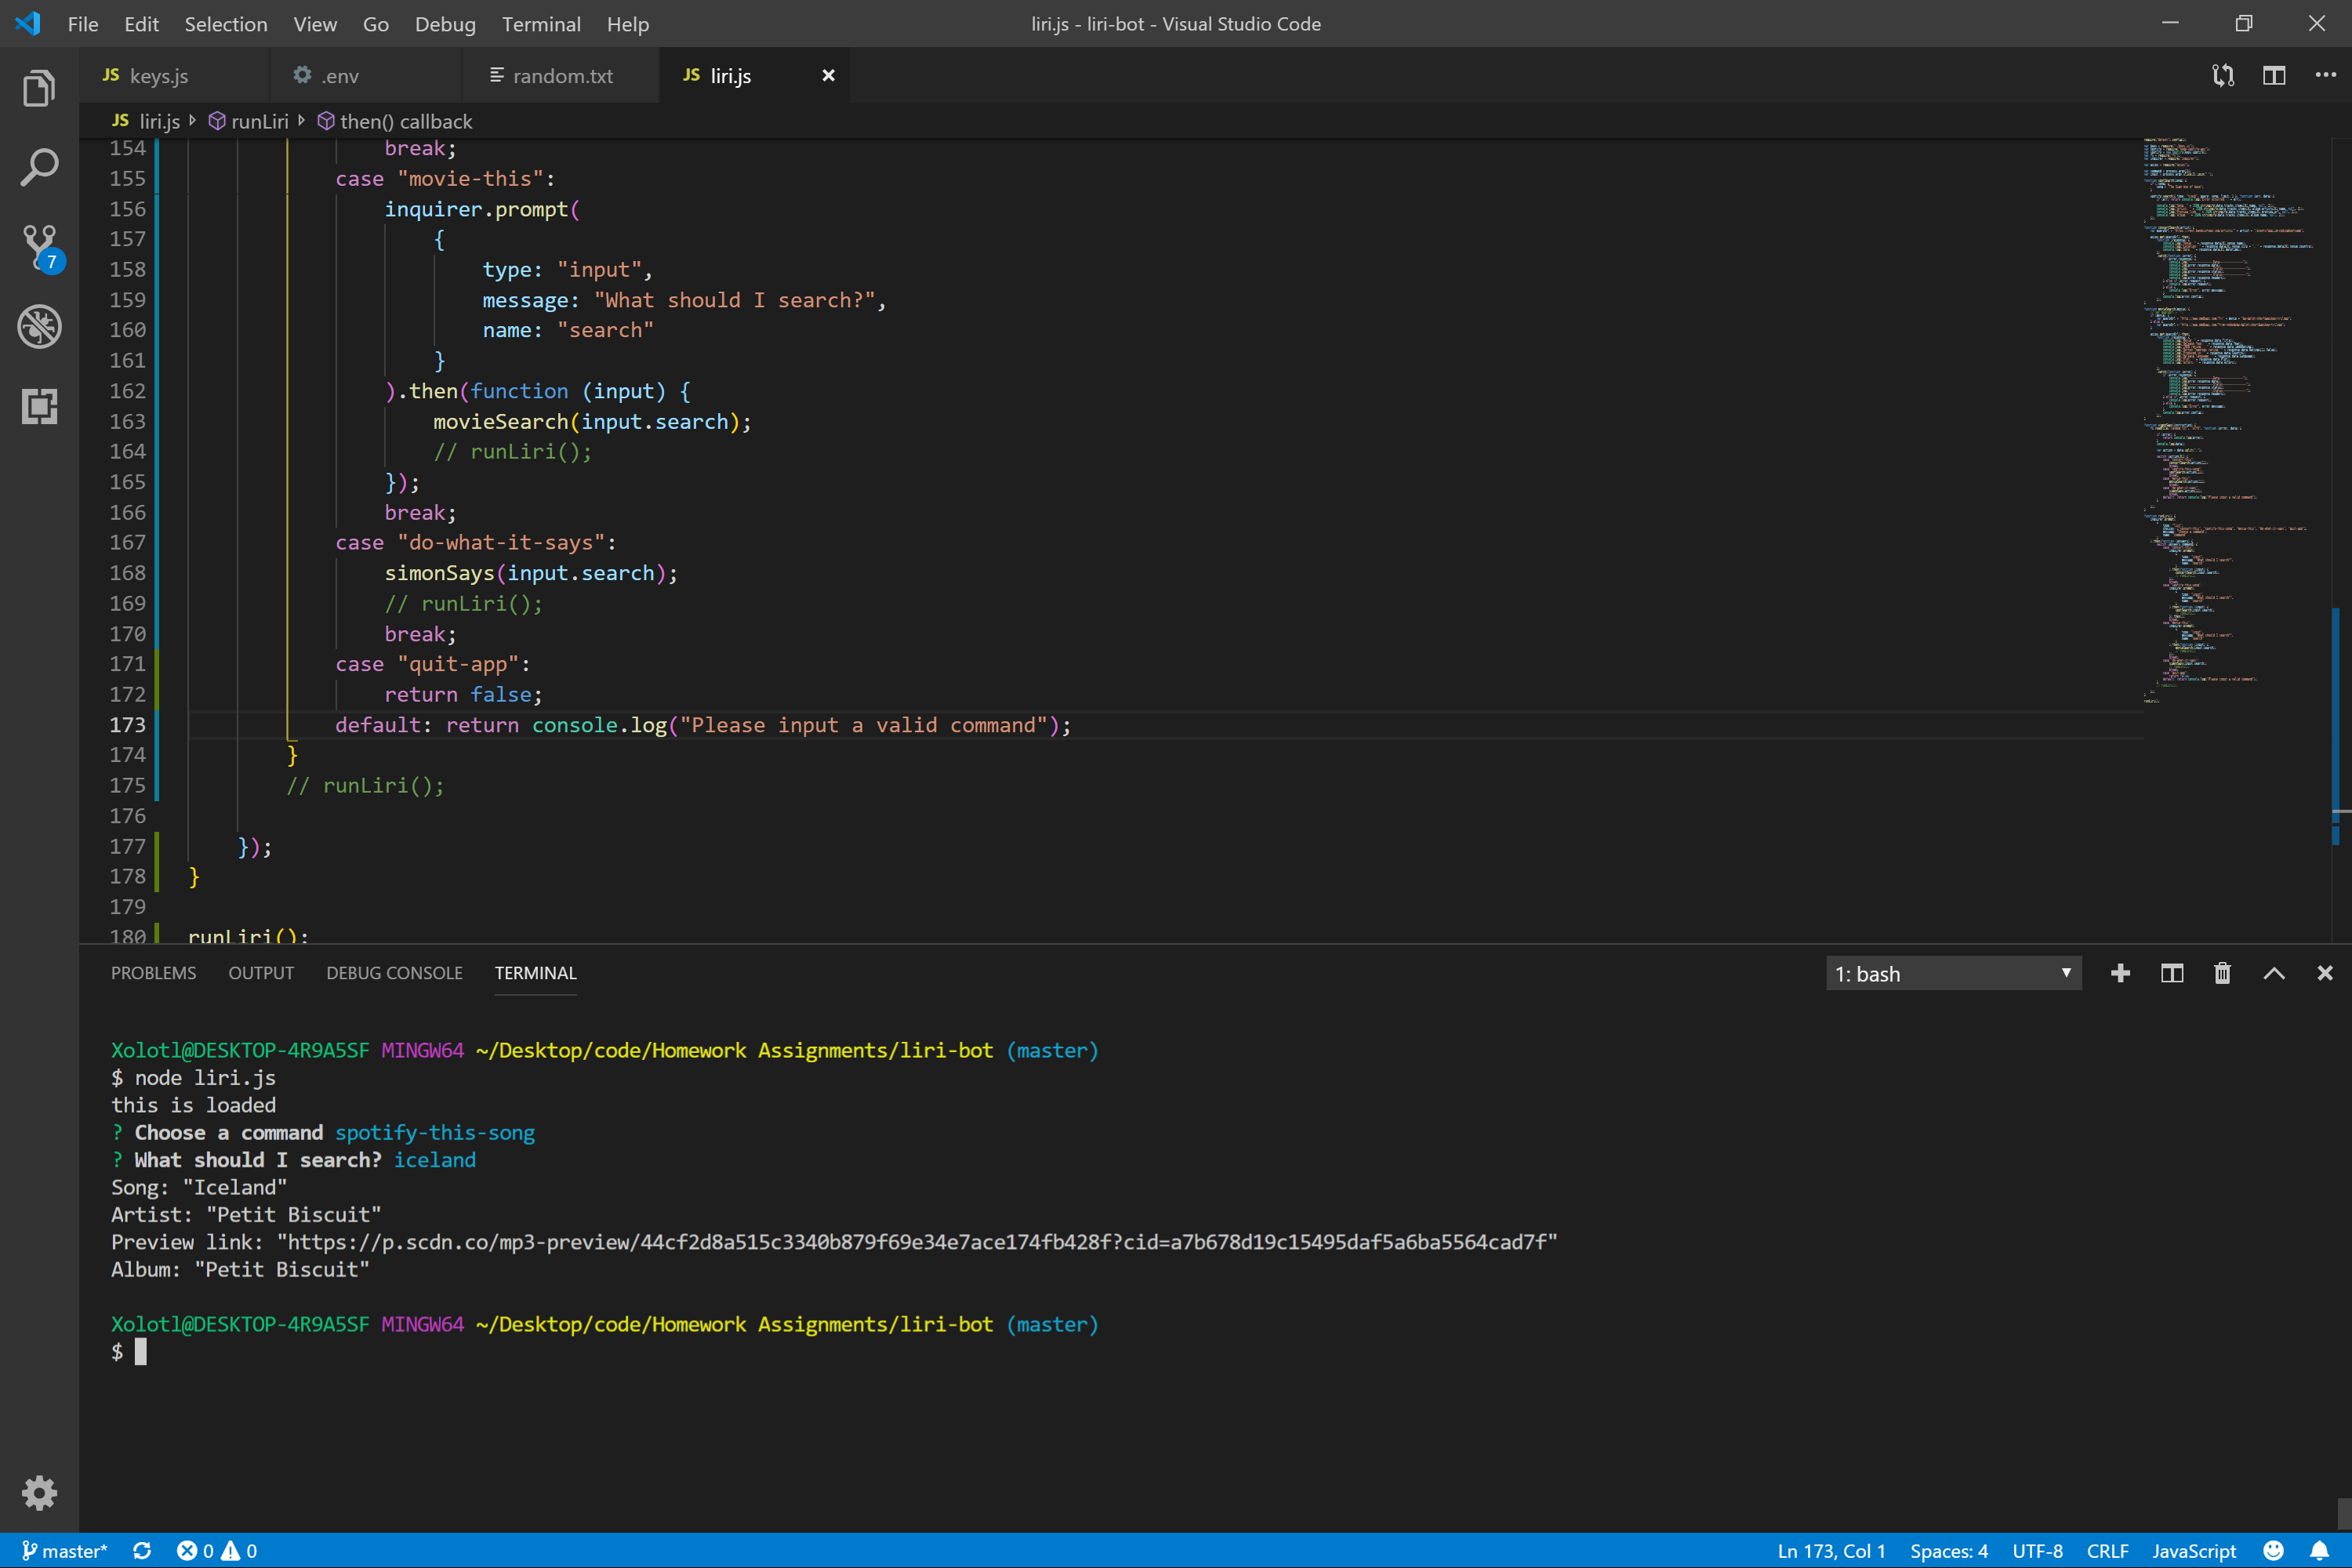 File Edit Selection View Go Debug Terminal Help
liri.js - liri-bot - Visual Studio Code
JS keys.js
.env
random.txt
JS liri.js
JS liri.js runLiri then() callback
7
154 break;
155 case "movie-this":
156 inquirer.prompt(
157 {
158 type: "input",
159 message: "What should I search?",
160 name: "search"
161 }
162 ).then(function (input) {
163 movieSearch(input.search);
164 // runLiri();
165 });
166 break;
167 case "do-what-it-says":
168 simonSays(input.search);
169 // runLiri();
170 break;
171 case "quit-app":
172 return false;
173 default: return console.log("Please input a valid command");
174 }
175 // runLiri();
176
177 });
178 }
179
180 runLiri();
PROBLEMS OUTPUT DEBUG CONSOLE TERMINAL
1: bash
Xolotl@DESKTOP-4R9A5SF MINGW64 ~/Desktop/code/Homework Assignments/liri-bot (master)
$ node liri.js
this is loaded
? Choose a command spotify-this-song
? What should I search? iceland
Song: "Iceland"
Artist: "Petit Biscuit"
Preview link: "https://p.scdn.co/mp3-preview/44cf2d8a515c3340b879f69e34e7ace174fb428f?cid=a7b678d19c15495daf5a6ba5564cad7f"
Album: "Petit Biscuit"
Xolotl@DESKTOP-4R9A5SF MINGW64 ~/Desktop/code/Homework Assignments/liri-bot (master)
$
master* 0 0
Ln 173, Col 1 Spaces: 4 UTF-8 CRLF JavaScript